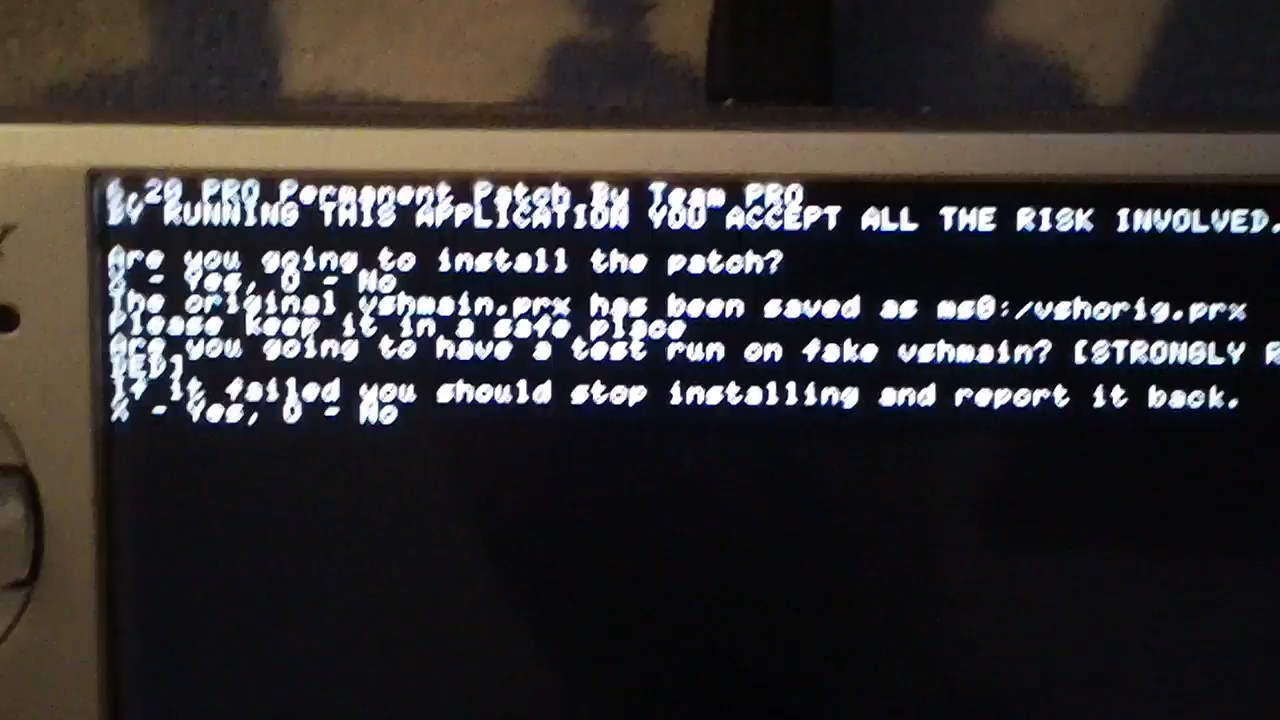 6.20 PRO Permanent Patch By Team PRO
BY RUNNING THIS APPLICATION YOU ACCEPT ALL THE RISK INVOLVED.
Are you going to install the patch?
X - Yes, O - No
The original vshmain.prx has been saved as ms0:/vshorig.prx
Please keep it in a safe place
Are you going to have a test run on fake vshmain? [STRONGLY R
DED]
If it failed you should stop installing and report it back.
X - Yes, O - No